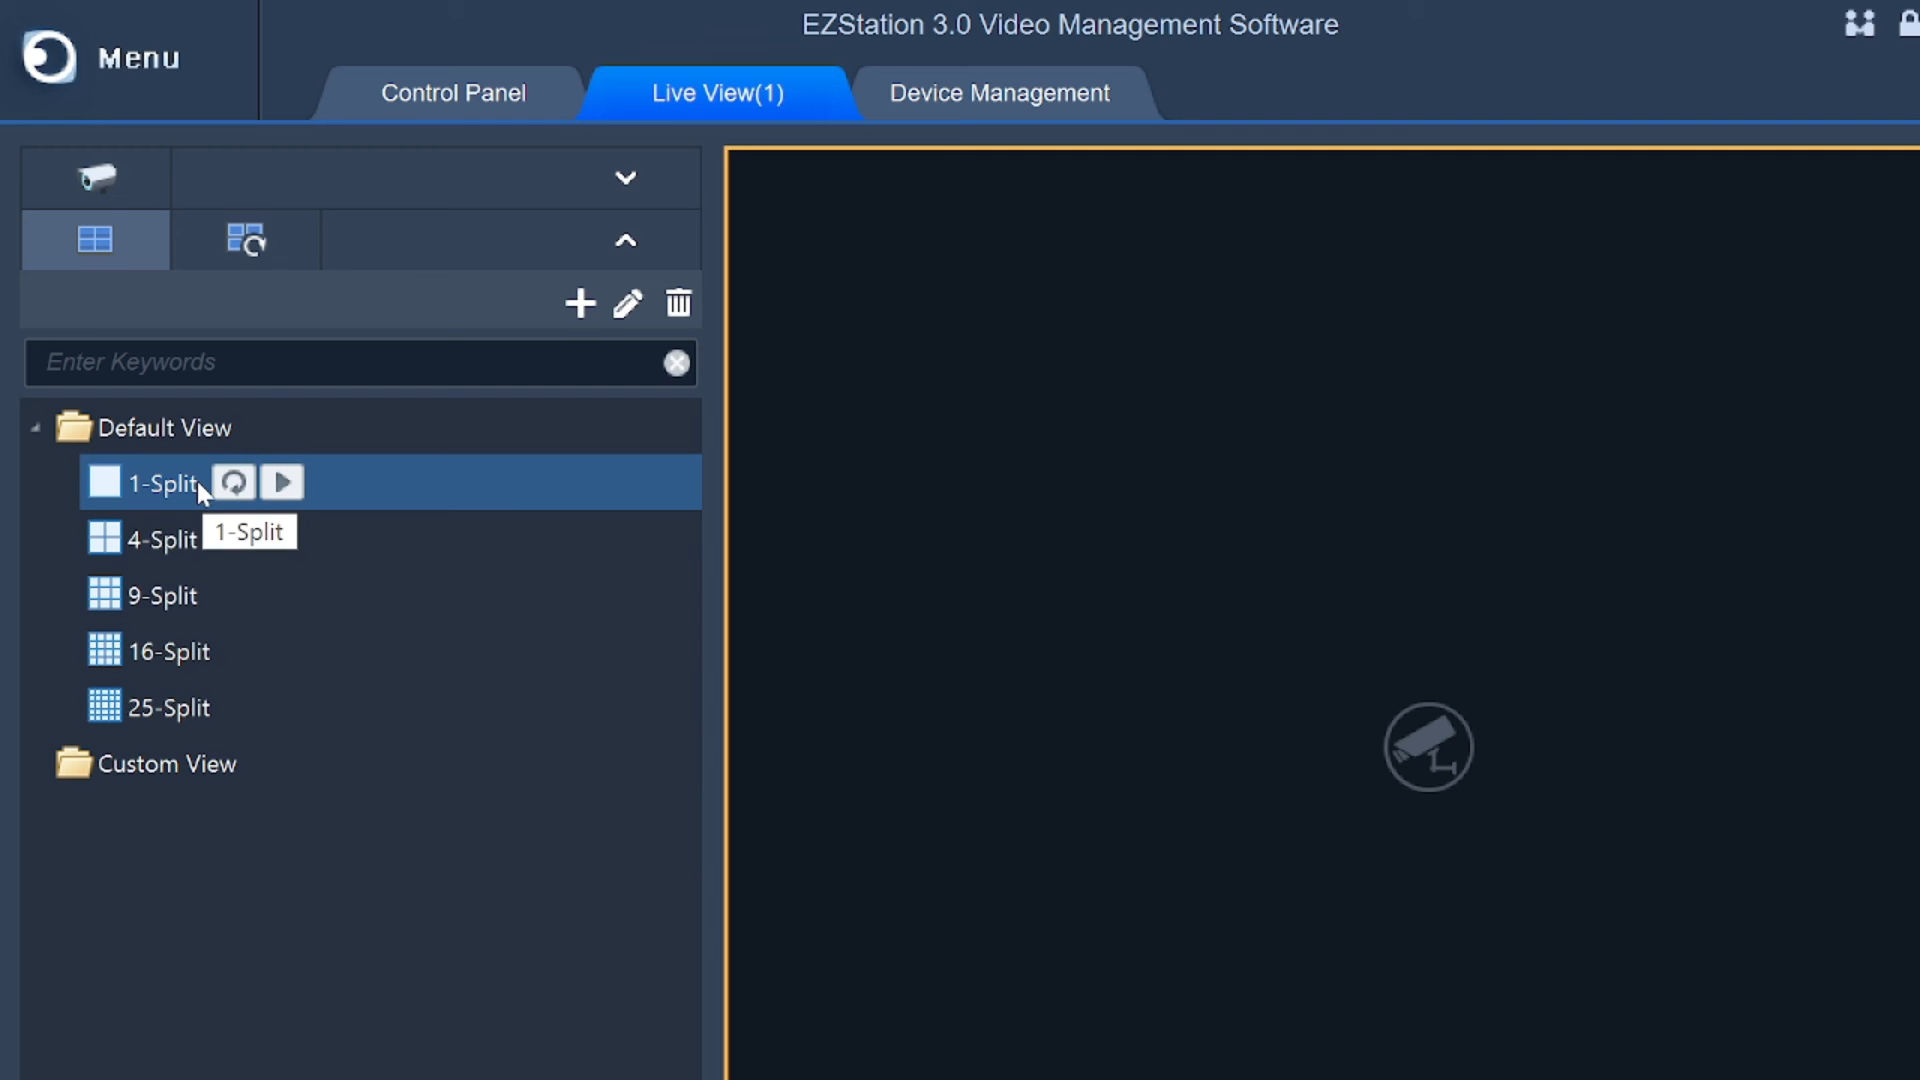 EZStation 3.0 Video Management Software
Menu
Control Panel
Live View(1)
Device Management
Enter Keywords
Default View
1-Split
1-Split
4-Split
9-Split
16-Split
25-Split
Custom View